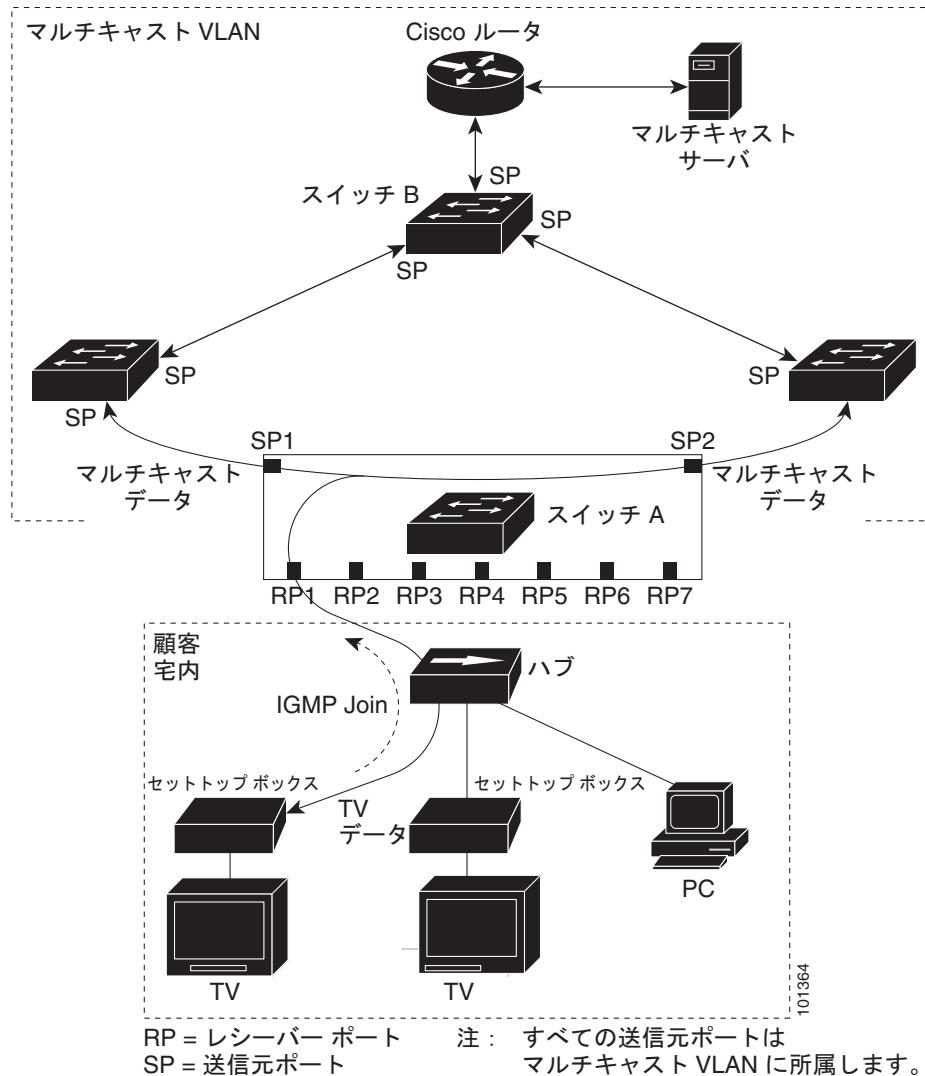 マルチキャスト VLAN
Cisco ルータ
マルチキャスト
サーバ
SP
スイッチ B
SP
SP
SP
SP
SP
SP1
SP2
マルチキャスト
データ
マルチキャスト
データ
スイッチ A
RP1 RP2 RP3 RP4 RP5 RP6 RP7
顧客
宅内
ハブ
IGMP Join
セットトップ ボックス
セットトップ ボックス
TV
データ
PC
TV
TV
101364
RP = レシーバー ポート
SP = 送信元ポート
注： すべての送信元ポートは
マルチキャスト VLAN に所属します。